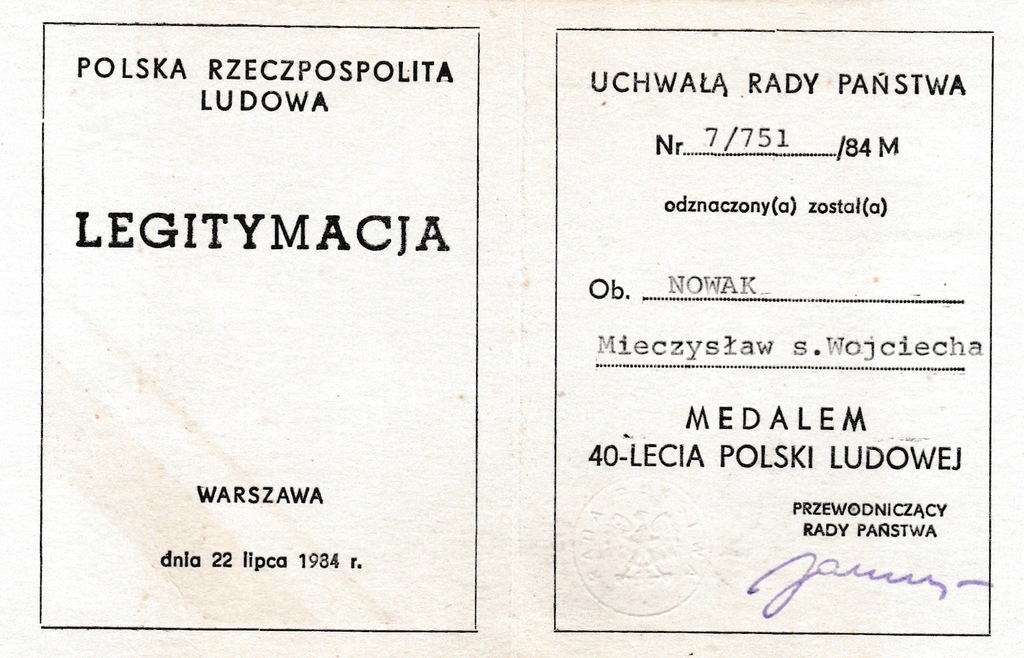 POLSKA RZECZPOSPOLITA
LUDOWA
LEGITYMACJA
WARSZAWA
dnia 22 lipca 1984 r.
UCHWAŁĄ RADY PAŃSTWA
Nr 7/751 /84 M
odznaczony(a) został(a)
Ob. NOWAK
Mieczysław s.Wojciecha
MEDALEM
40-LECIA POLSKI LUDOWEJ
PRZEWODNICZĄCY
RADY PAŃSTWA